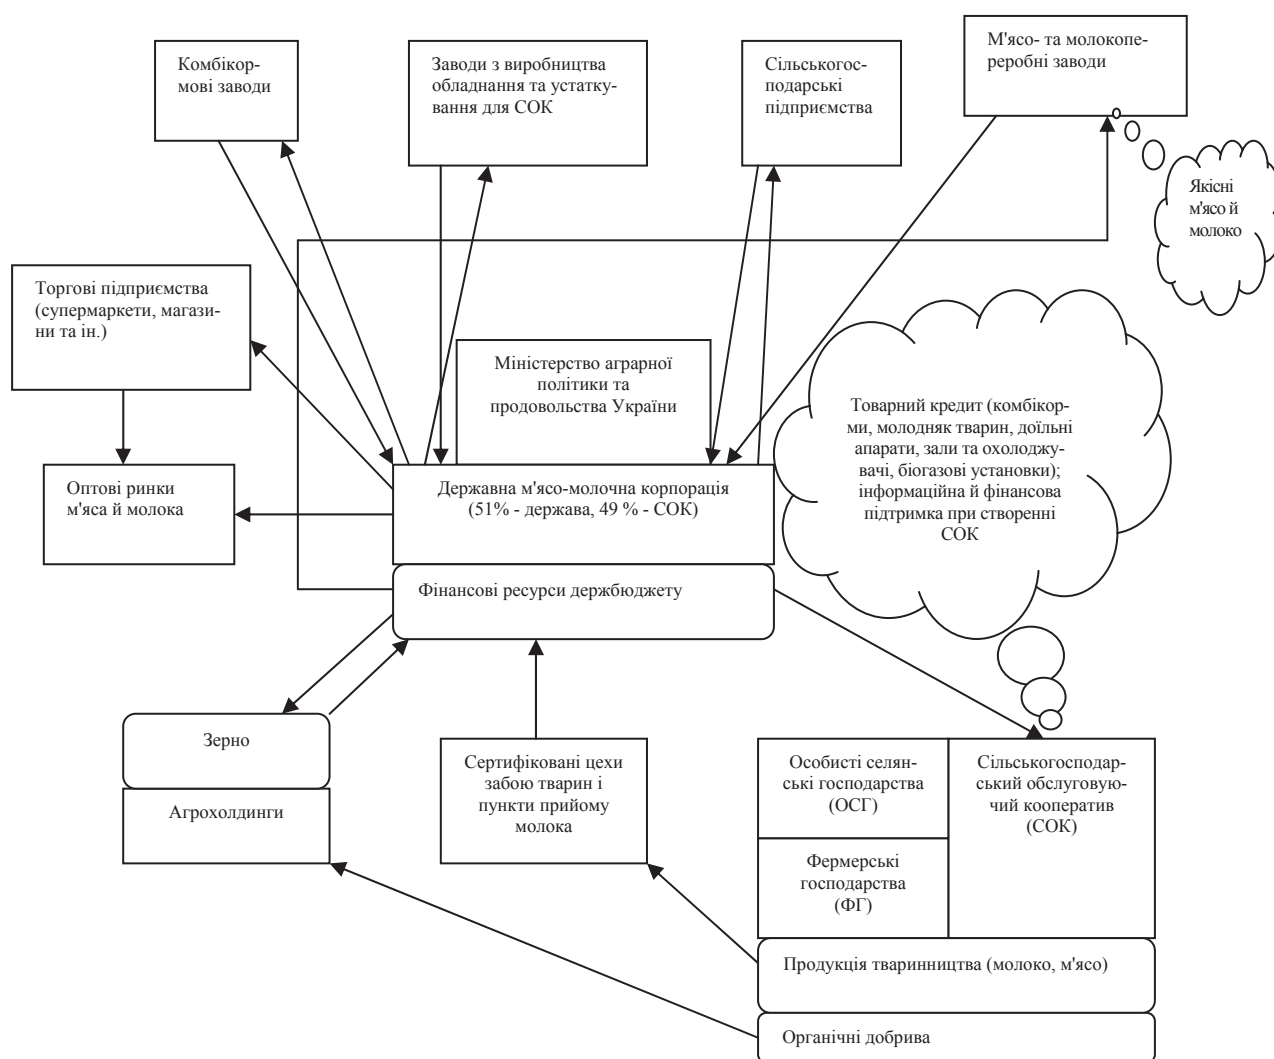 Комбікор-
мові заводи
Заводи з виробництва
обладнання та устатку-
вання для СОК
Сільськогос-
подарські
підприємства
М'ясо- та молокопе-
реробні заводи
Якісні
м'ясо й
молоко
Торгові підприємства
(супермаркети, магази-
ни та ін.)
Міністерство аграрної
політики та
продовольства України
Товарний кредит (комбікор-
ми, молодняк тварин, доїльні
апарати, зали та охолоджу-
вачі, біогазові установки);
інформаційна й фінансова
підтримка при створенні
СОК
Оптові ринки
м'яса й молока
Державна м'ясо-молочна корпорація
(51% - держава, 49 % - СОК)
Фінансові ресурси держбюджету
Зерно
Агрохолдинги
Сертифіковані цехи
забою тварин і
пункти прийому
молока
Особисті селян-
ські господарства
(ОСГ)
Сільськогосподар-
ський обслуговую-
чий кооператив
(СОК)
Фермерські
господарства
(ФГ)
Продукція тваринництва (молоко, м'ясо)
Органічні добрива